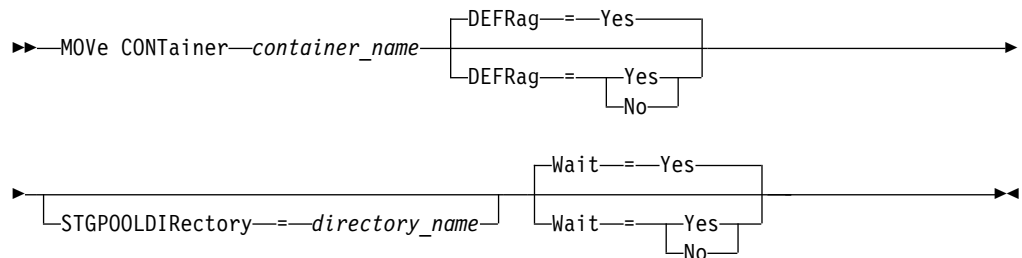 DEFRag = Yes
MOVe CONTainer container_name
DEFRag = Yes
No
Wait = Yes
STGPOOLDIRectory = directory_name
Wait = Yes
No